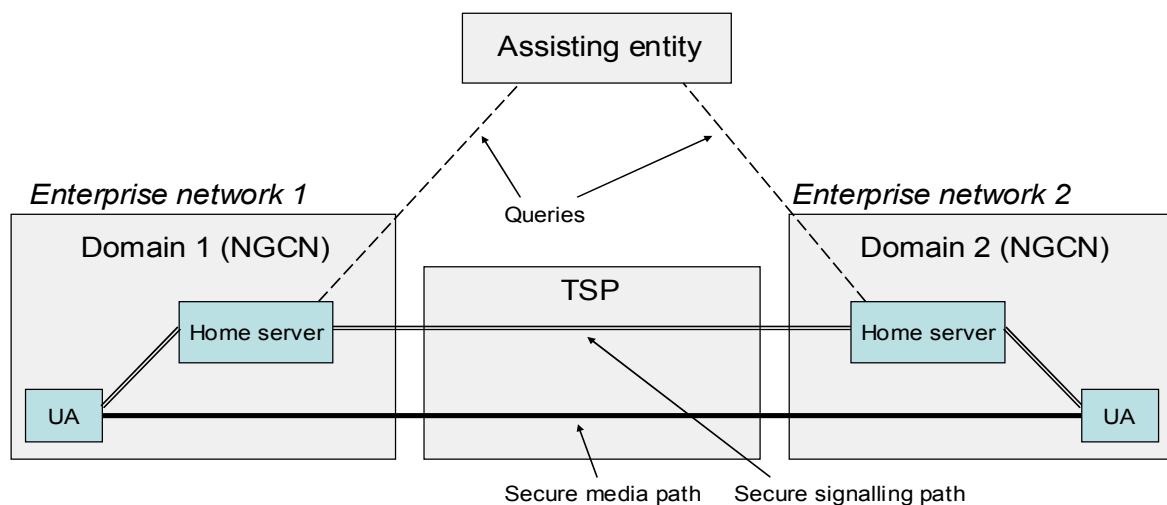 Assisting entity
Enterprise network 1
Enterprise network 2
Queries
Domain 1 (NGCN)
Domain 2 (NGCN)
TSP
Home server
Home server
UA
UA
Secure media path
Secure signalling path